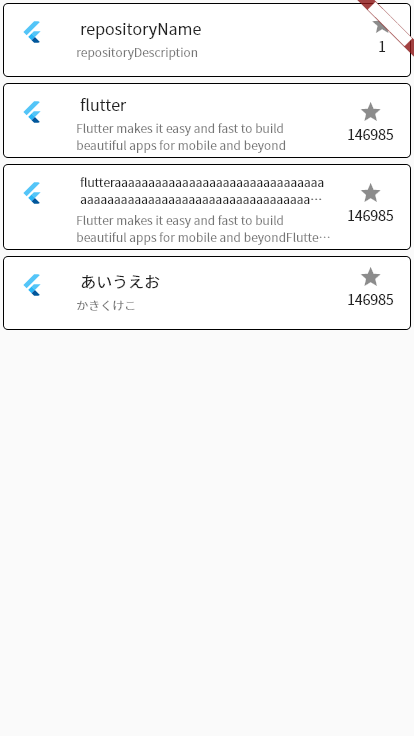 repositoryName
repositoryDescription
1
flutter
Flutter makes it easy and fast to build
beautiful apps for mobile and beyond
146985
flutteraaaaaaaaaaaaaaaaaaaaaaaaaaaaaaa
aaaaaaaaaaaaaaaaaaaaaaaaaaaaaaaaaa…
Flutter makes it easy and fast to build
beautiful apps for mobile and beyondFlutte…
146985
あいうえお
かきくけこ
146985